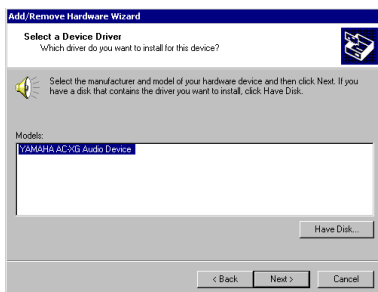 Add/Remove Hardware Wizard
Select a Device Driver
Which driver do you want to install for this device?
Select the manufacturer and model of your hardware device and then click Next. If you
have a disk that contains the driver you want to install, click Have Disk.
Models:
YAMAHA AC-XG Audio Device
Have Disk...
< Back
Next >
Cancel